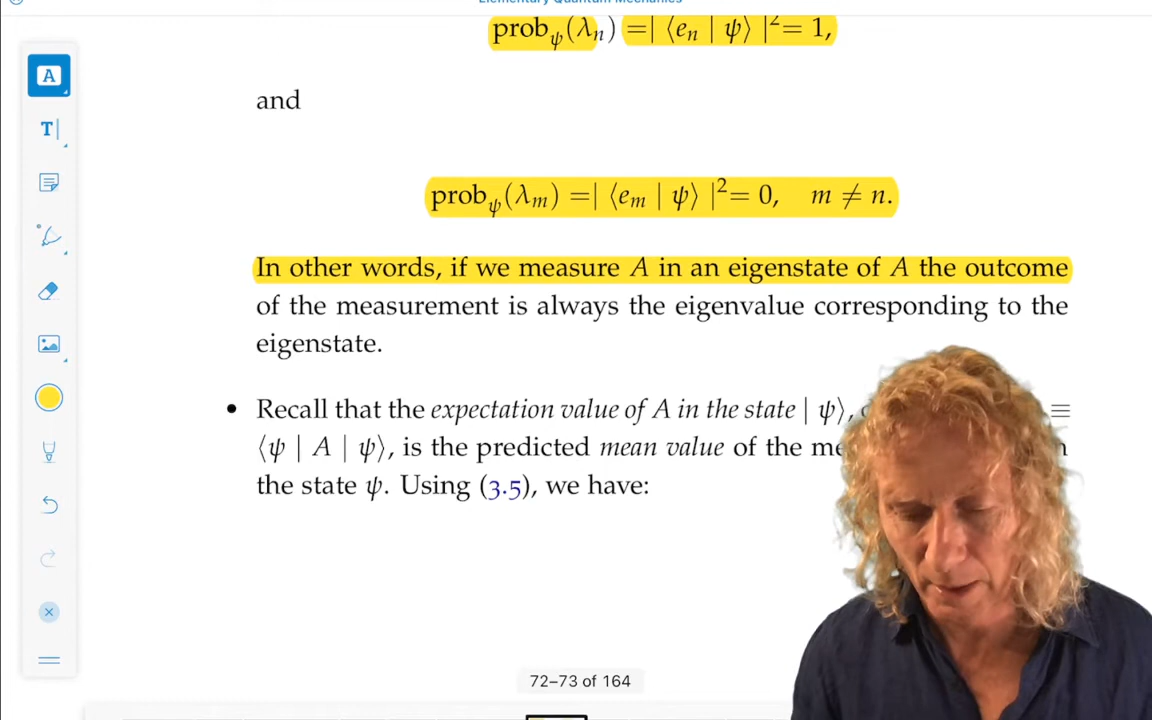 Elementary Quantum Mechanics
prob_ψ(λ_n) =| ⟨e_n | ψ⟩ |²= 1,
and
prob_ψ(λ_m) =| ⟨e_m | ψ⟩ |²= 0, m ≠ n.
In other words, if we measure A in an eigenstate of A the outcome
of the measurement is always the eigenvalue corresponding to the
eigenstate.
• Recall that the expectation value of A in the state | ψ⟩, ≡
⟨ψ | A | ψ⟩, is the predicted mean value of the
the state ψ. Using (3.5), we have:
A
T
72–73 of 164